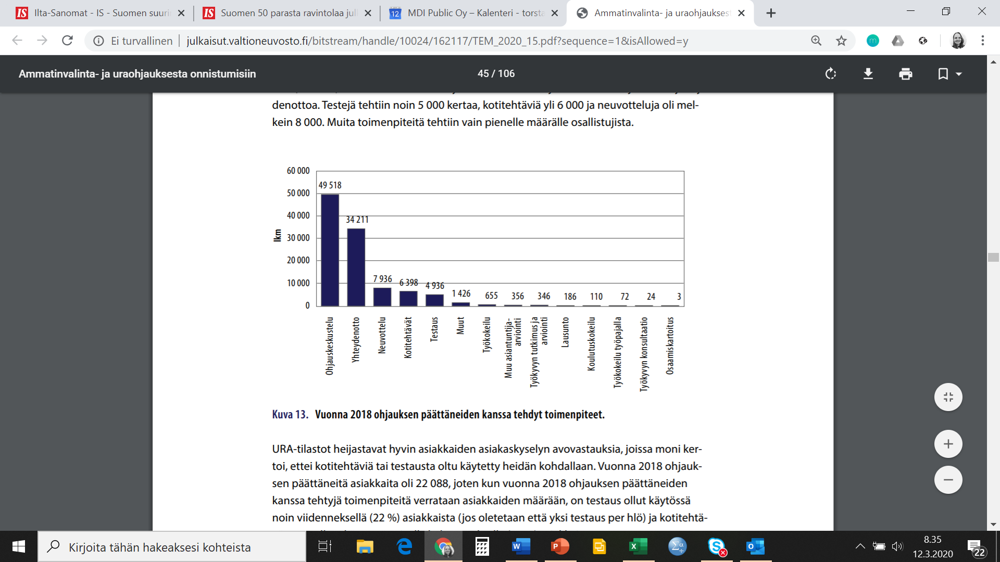 Ilta-Sanomat - IS - Suomen suuri
Suomen 50 parasta ravintolaa jul
12 MDI Public Oy – Kalenteri - torsta
Ammatinvalinta- ja uraohjauksest
Ei turvallinen | julkaisut.valtioneuvosto.fi/bitstream/handle/10024/162117/TEM_2020_15.pdf?sequence=1&isAllowed=y
Ammatinvalinta- ja uraohjauksesta onnistumisiin
45 / 106
denottoa. Testejä tehtiin noin 5 000 kertaa, kotitehtäviä yli 6 000 ja neuvotteluja oli mel-
kein 8 000. Muita toimenpiteitä tehtiin vain pienelle määrälle osallistujista.
lkm
60 000
50 000
40 000
30 000
20 000
10 000
0
49 518
34 211
7 936
6 398
4 936
1 426
655
356
346
186
110
72
24
3
Ohjauskeskustelu
Yhteydenotto
Neuvottelu
Kotitehtävät
Testaus
Muut
Työkokeilu
Muu asiantuntija-
arviointi
Työkyvyn tutkimus ja
arviointi
Lausunto
Koulutuskokeilu
Työkokeilu työpajalla
Työkyvyn konsultaatio
Osaamiskartoitus
Kuva 13. Vuonna 2018 ohjauksen päättäneiden kanssa tehdyt toimenpiteet.
URA-tilastot heijastavat hyvin asiakkaiden asiakaskyselyn avovastauksia, joissa moni ker-
toi, ettei kotitehtäviä tai testausta oltu käytetty heidän kohdallaan. Vuonna 2018 ohjauk-
sen päättäneitä asiakkaita oli 22 088, joten kun vuonna 2018 ohjauksen päättäneiden
kanssa tehtyjä toimenpiteitä verrataan asiakkaiden määrään, on testaus ollut käytössä
noin viidenneksellä (22 %) asiakkaista (jos oletetaan että yksi testaus per hlö) ja kotitehtä-
Kirjoita tähän hakeaksesi kohteista
8.35
12.3.2020
22